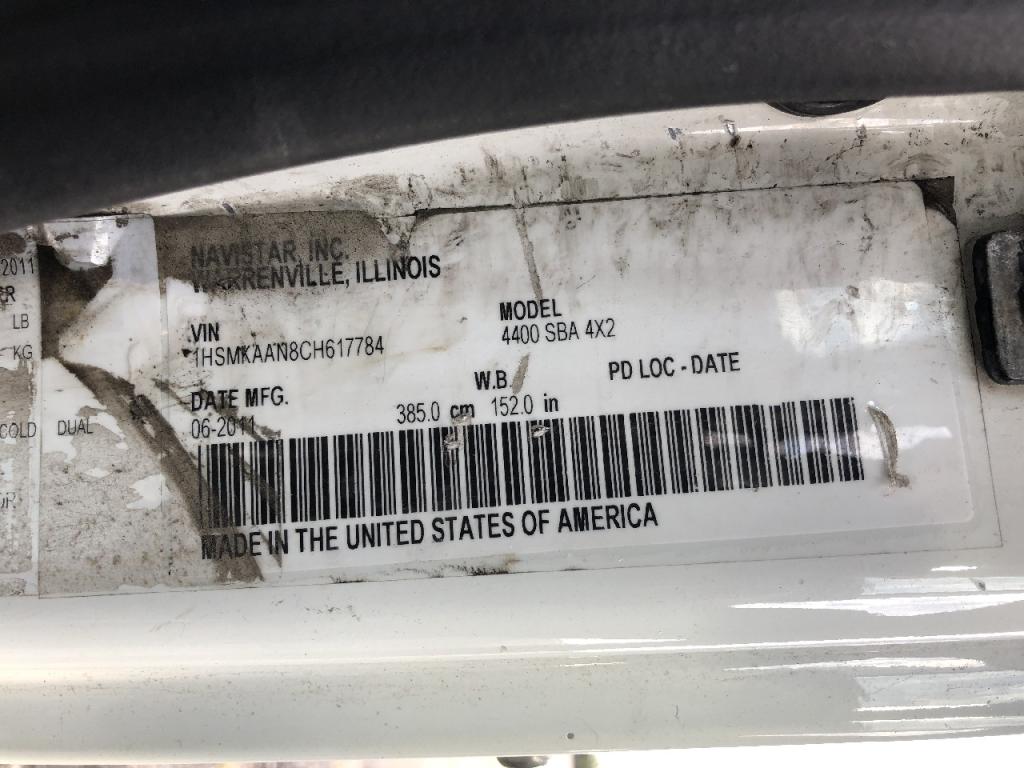 2011
LB
KG
COLD DUAL
NAVISTAR, INC.
WARRENVILLE, ILLINOIS
VIN
1HSMKAAN8CH617784
MODEL
4400 SBA 4X2
DATE MFG.
06-2011
W.B.
385.0 cm 152.0 in
PD LOC - DATE
MADE IN THE UNITED STATES OF AMERICA